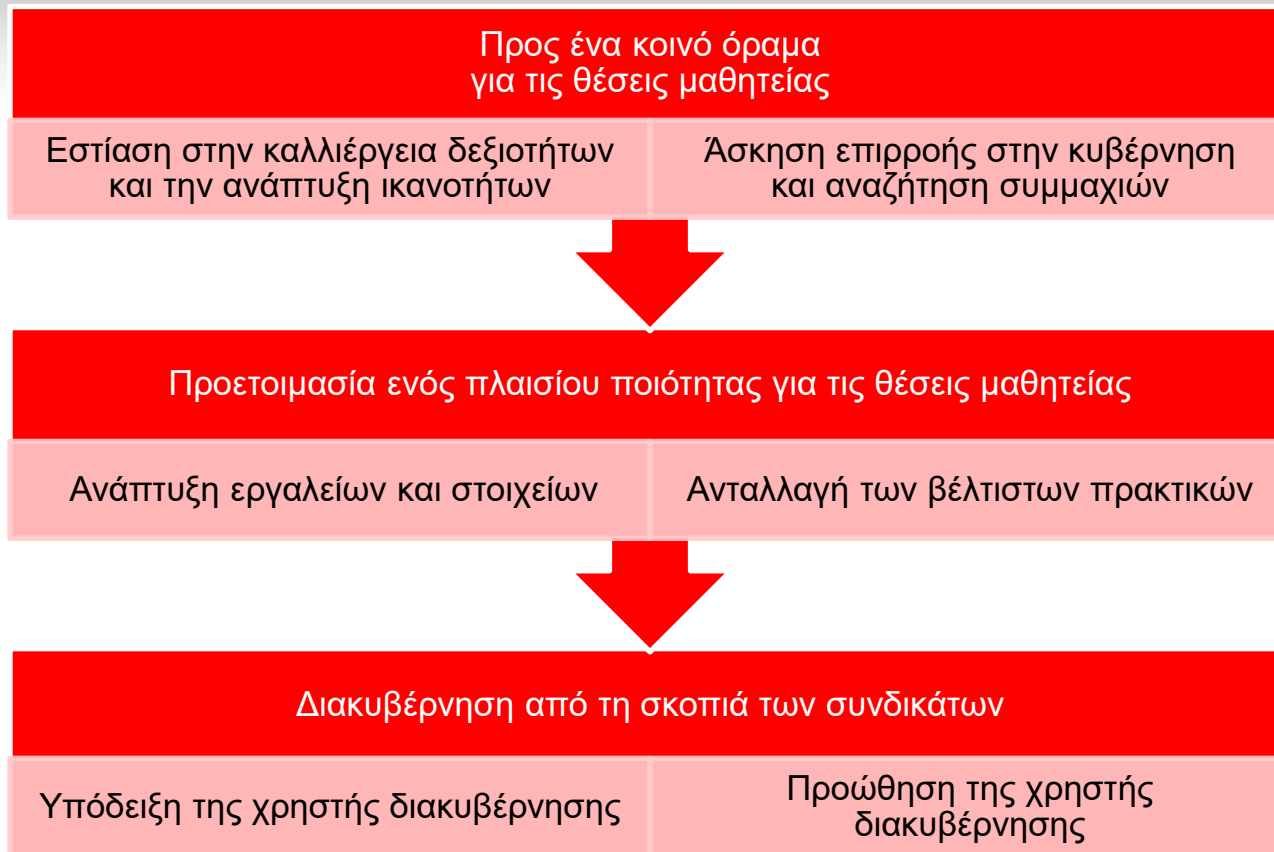 Προς ένα κοινό όραμα
για τις θέσεις μαθητείας
Εστίαση στην καλλιέργεια δεξιοτήτων
και την ανάπτυξη ικανοτήτων
Άσκηση επιρροής στην κυβέρνηση
και αναζήτηση συμμαχιών
Προετοιμασία ενός πλαισίου ποιότητας για τις θέσεις μαθητείας
Ανάπτυξη εργαλείων και στοιχείων
Ανταλλαγή των βέλτιστων πρακτικών
Διακυβέρνηση από τη σκοπιά των συνδικάτων
Υπόδειξη της χρηστής διακυβέρνησης
Προώθηση της χρηστής
διακυβέρνησης